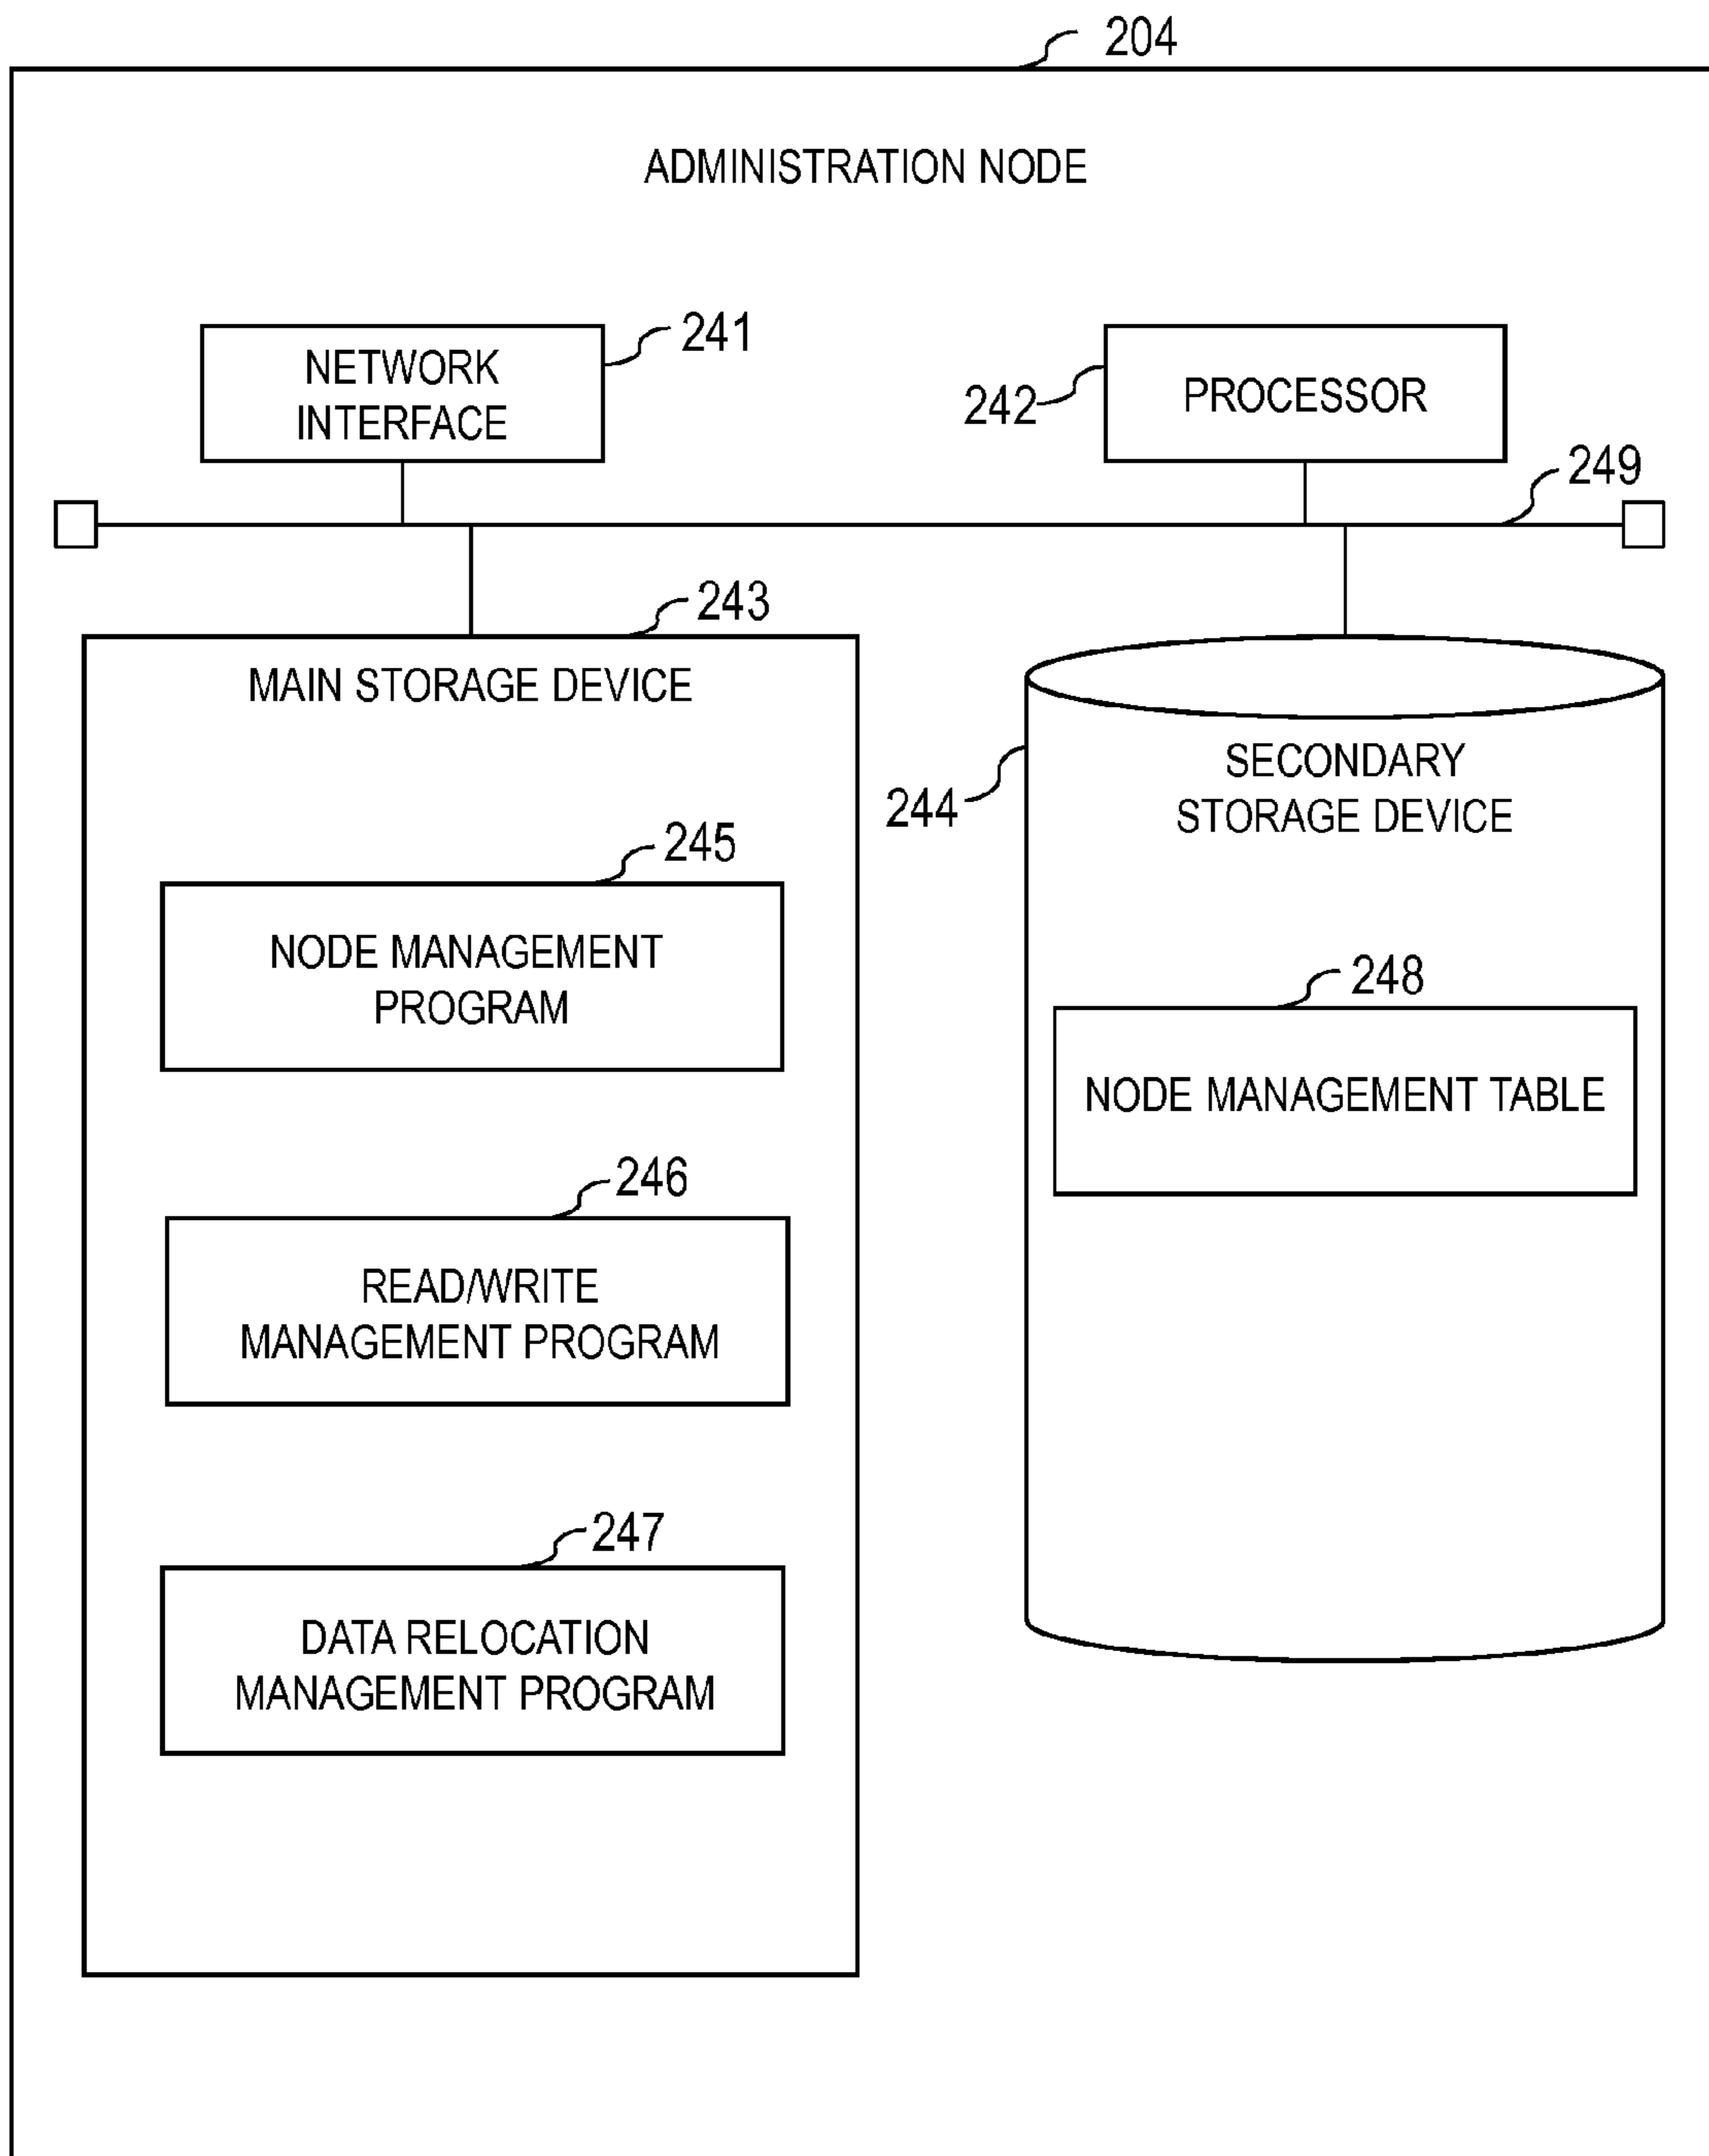 204
ADMINISTRATION NODE
241
NETWORK
INTERFACE
242
PROCESSOR
249
243
MAIN STORAGE DEVICE
244
SECONDARY
STORAGE DEVICE
245
NODE MANAGEMENT
PROGRAM
248
NODE MANAGEMENT TABLE
246
READ/WRITE
MANAGEMENT PROGRAM
247
DATA RELOCATION
MANAGEMENT PROGRAM